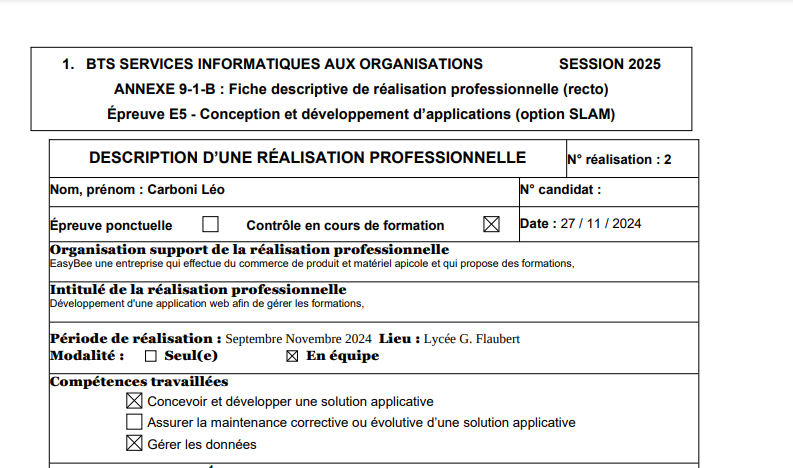 1. BTS SERVICES INFORMATIQUES AUX ORGANISATIONS SESSION 2025
ANNEXE 9-1-B : Fiche descriptive de réalisation professionnelle (recto)
Épreuve E5 - Conception et développement d’applications (option SLAM)
DESCRIPTION D’UNE RÉALISATION PROFESSIONNELLE N° réalisation : 2
Nom, prénom : Carboni Léo N° candidat :
Épreuve ponctuelle Contrôle en cours de formation Date : 27 / 11 / 2024
Organisation support de la réalisation professionnelle
EasyBee une entreprise qui effectue du commerce de produit et matériel apicole et qui propose des formations,
Intitulé de la réalisation professionnelle
Développement d'une application web afin de gérer les formations,
Période de réalisation : Septembre Novembre 2024 Lieu : Lycée G. Flaubert
Modalité : Seul(e) En équipe
Compétences travaillées
Concevoir et développer une solution applicative
Assurer la maintenance corrective ou évolutive d’une solution applicative
Gérer les données